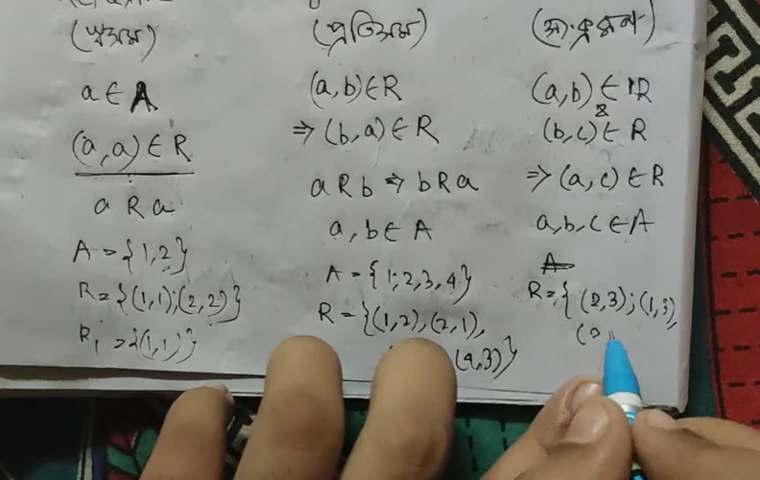 (স্বসম)
a ∈ A
(a,a) ∈ R
a R a
A = {1,2}
R = {(1,1);(2,2)}
R₁ = {(1,1)}
(প্রতিসম)
(a,b) ∈ R
⇒ (b,a) ∈ R
a R b ⇒ b R a
a, b ∈ A
A = {1;2,3,4}
R = {(1,2),(2,1),
(4,3)}
(সংক্রমণ)
(a,b) ∈ R
&
(b,c) ∈ R
⇒ (a,c) ∈ R
a,b,c ∈ A
A
R = { (2,3);(1,3),